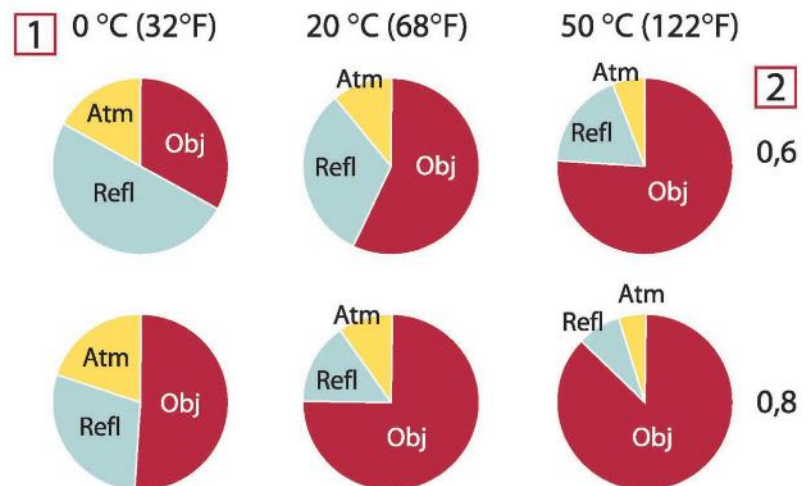 1 0 °C (32°F) 20 °C (68°F) 50 °C (122°F)
2
Atm Obj Refl
Atm Refl Obj
Atm Refl Obj
0,6
Atm Obj Refl
Atm Refl Obj
Atm Refl Obj
0,8